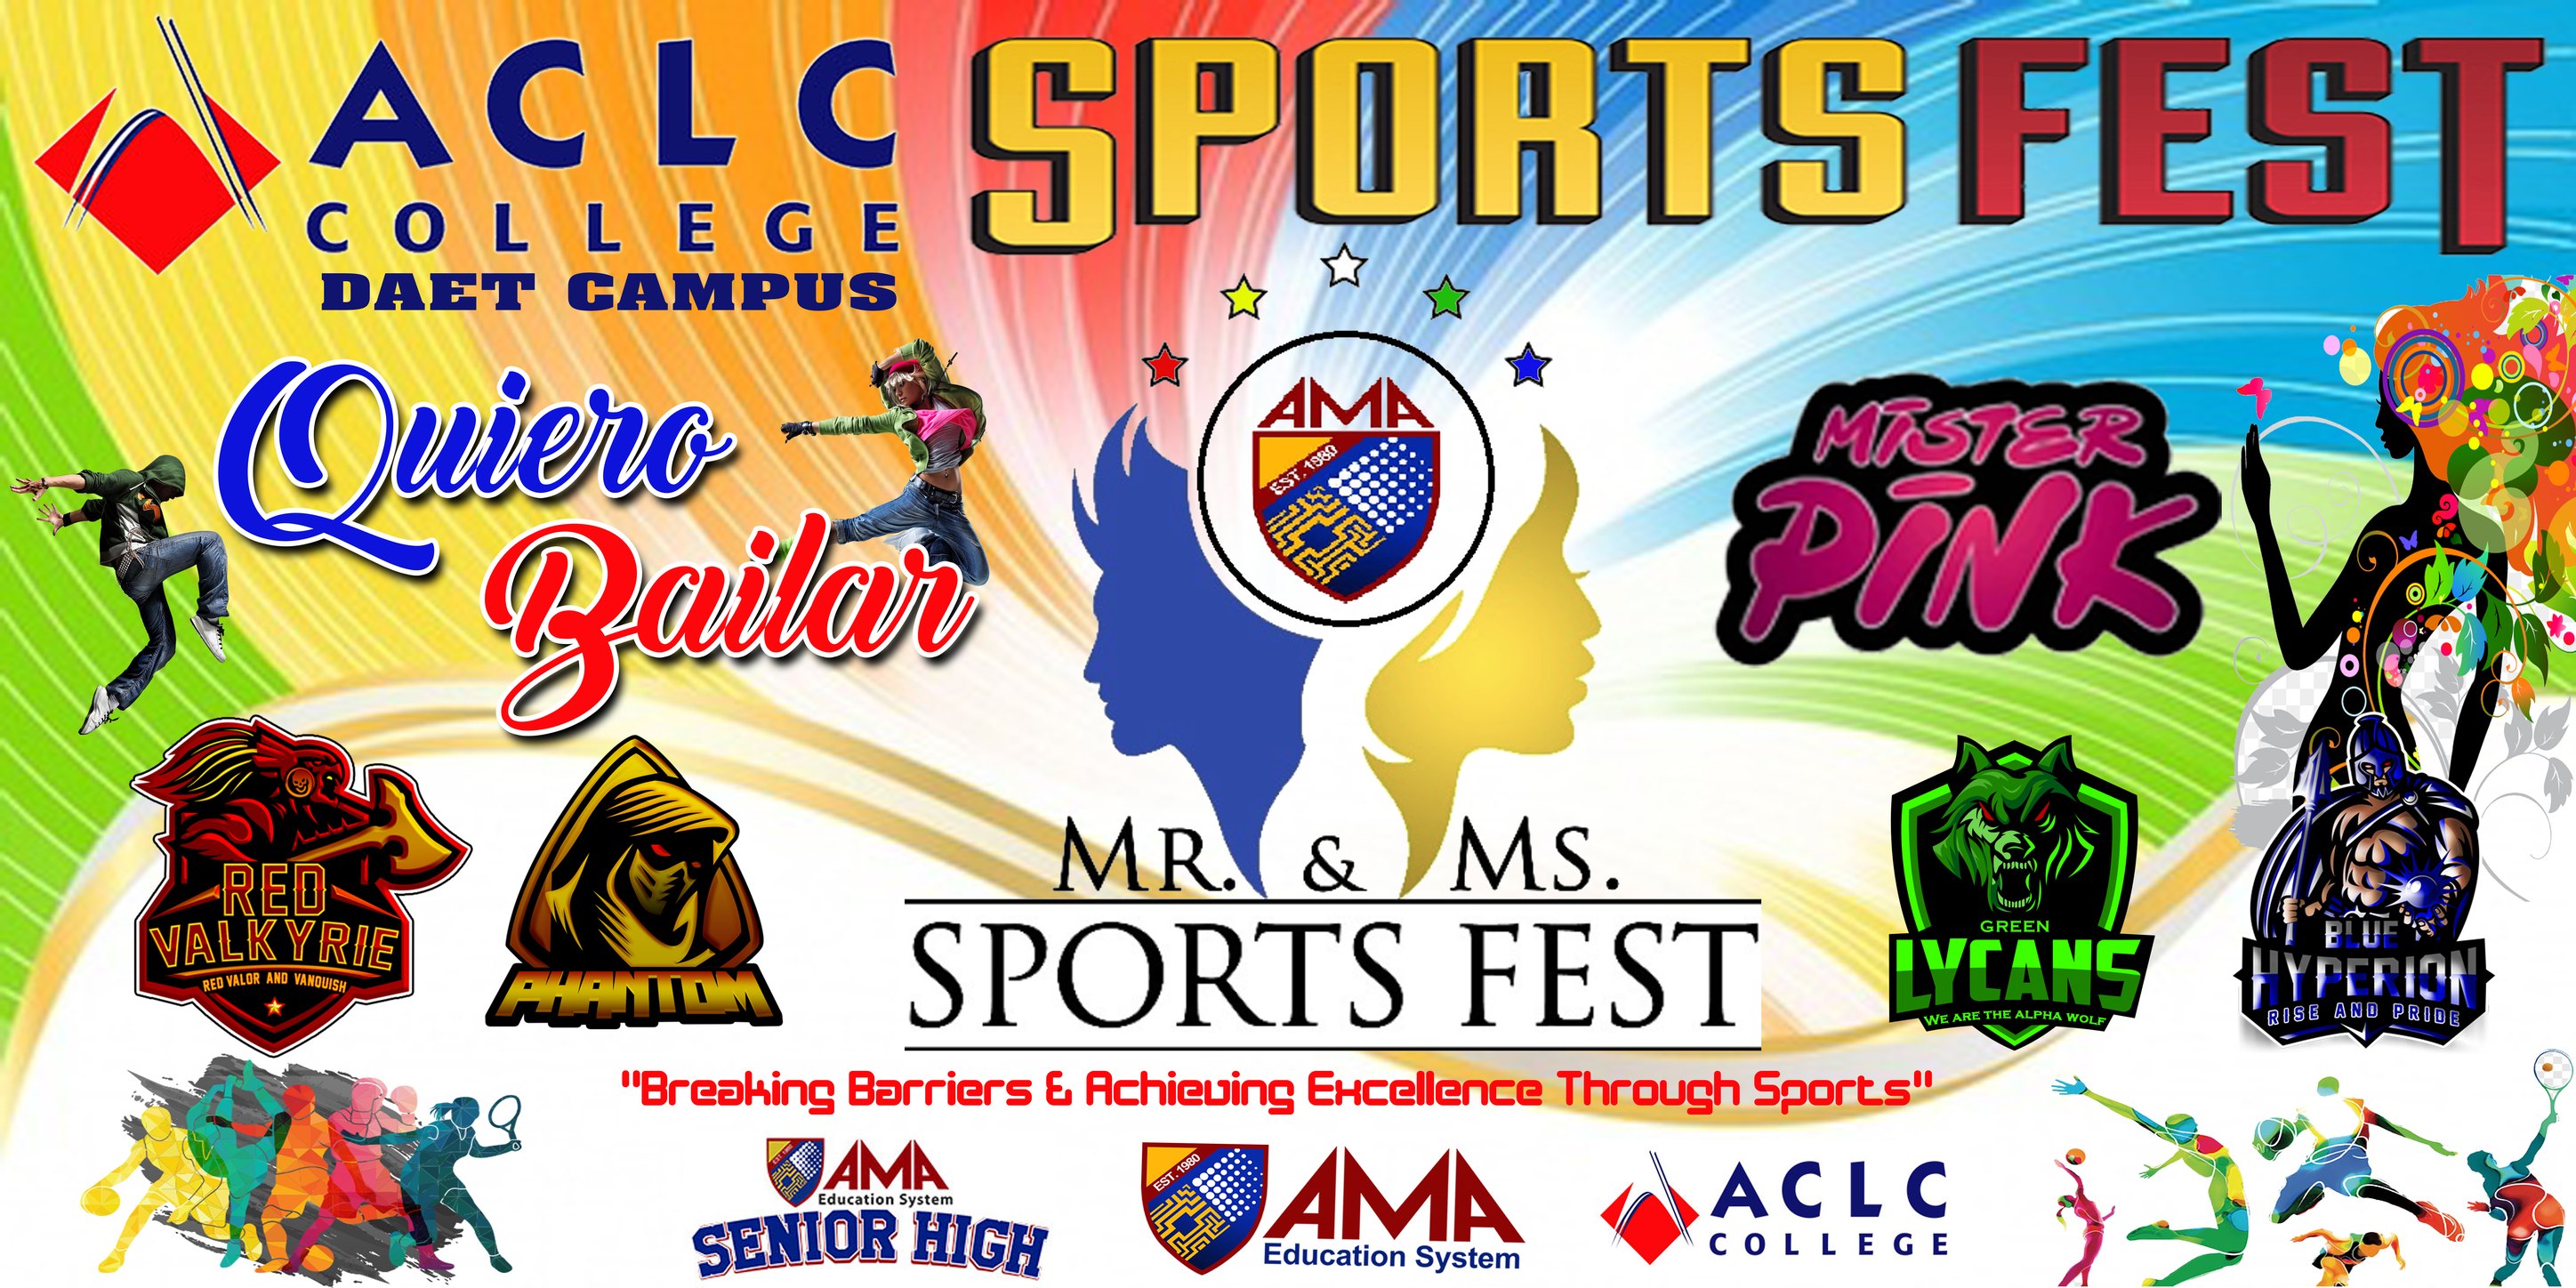 ACLC
COLLEGE
DAET CAMPUS
SPORTS FEST
Quiero
Bailar
AMA
EST. 1980
MISTER
PINK
RED
VALKYRIE
RED VALOR AND VANQUISH
PHANTOM
MR. & MS.
SPORTS FEST
GREEN
LYCANS
WE ARE THE ALPHA WOLF
BLUE
HYPERION
RISE AND PRIDE
"Breaking Barriers & Achieving Excellence Through Sports"
EST. 1980
AMA
Education System
SENIOR HIGH
EST. 1980
AMA
Education System
ACLC
COLLEGE